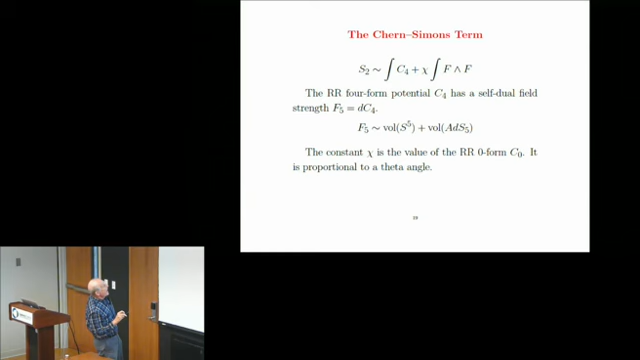 The Chern–Simons Term
S₂ ∼ ∫ C₄ + χ ∫ F ∧ F
The RR four-form potential C₄ has a self-dual field
strength F₅ = dC₄.
F₅ ∼ vol(S⁵) + vol(AdS₅)
The constant χ is the value of the RR 0-form C₀. It
is proportional to a theta angle.